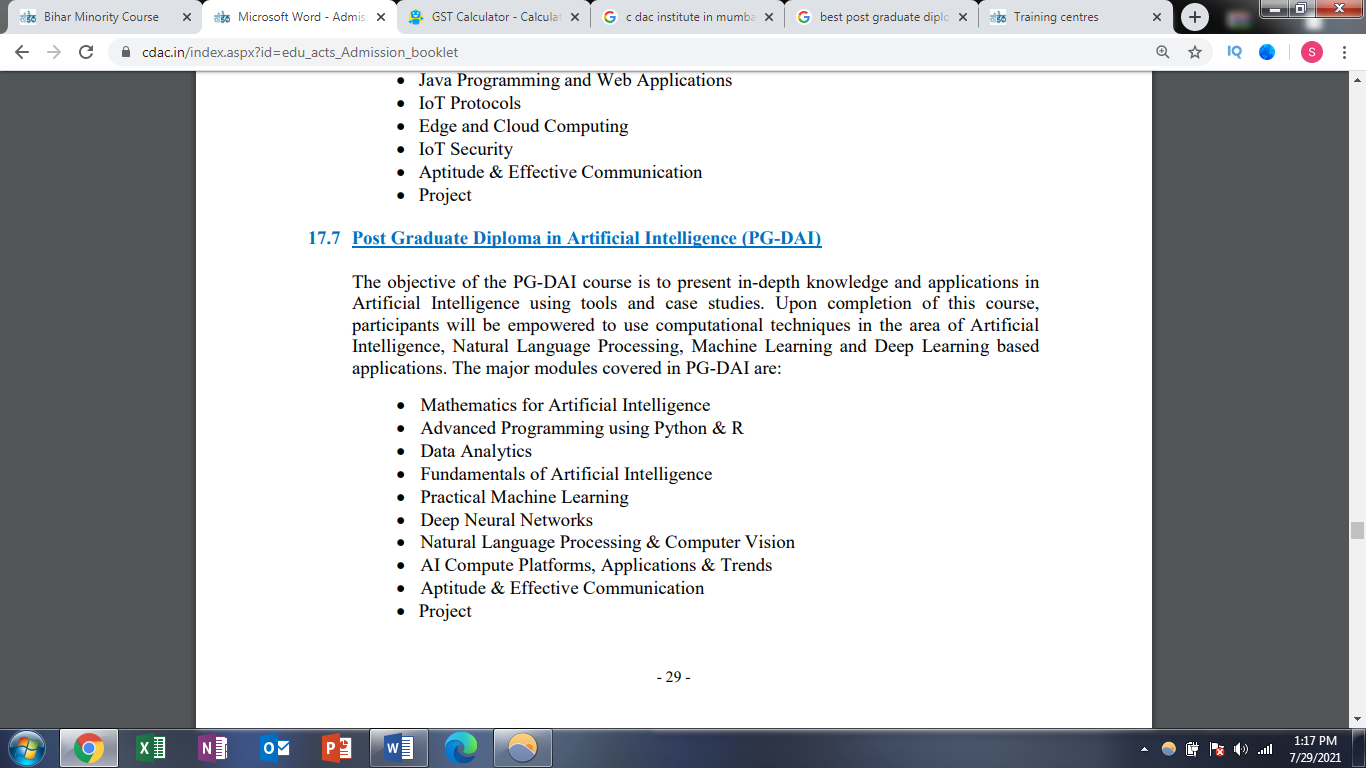 Bihar Minority Course
Microsoft Word - Admis
GST Calculator - Calcula
c dac institute in mumba
best post graduate diplo
Training centres
cdac.in/index.aspx?id=edu_acts_Admission_booklet
IQ
S
• Java Programming and Web Applications
• IoT Protocols
• Edge and Cloud Computing
• IoT Security
• Aptitude & Effective Communication
• Project
17.7 Post Graduate Diploma in Artificial Intelligence (PG-DAI)
The objective of the PG-DAI course is to present in-depth knowledge and applications in
Artificial Intelligence using tools and case studies. Upon completion of this course,
participants will be empowered to use computational techniques in the area of Artificial
Intelligence, Natural Language Processing, Machine Learning and Deep Learning based
applications. The major modules covered in PG-DAI are:
• Mathematics for Artificial Intelligence
• Advanced Programming using Python & R
• Data Analytics
• Fundamentals of Artificial Intelligence
• Practical Machine Learning
• Deep Neural Networks
• Natural Language Processing & Computer Vision
• AI Compute Platforms, Applications & Trends
• Aptitude & Effective Communication
• Project
- 29 -
1:17 PM
7/29/2021